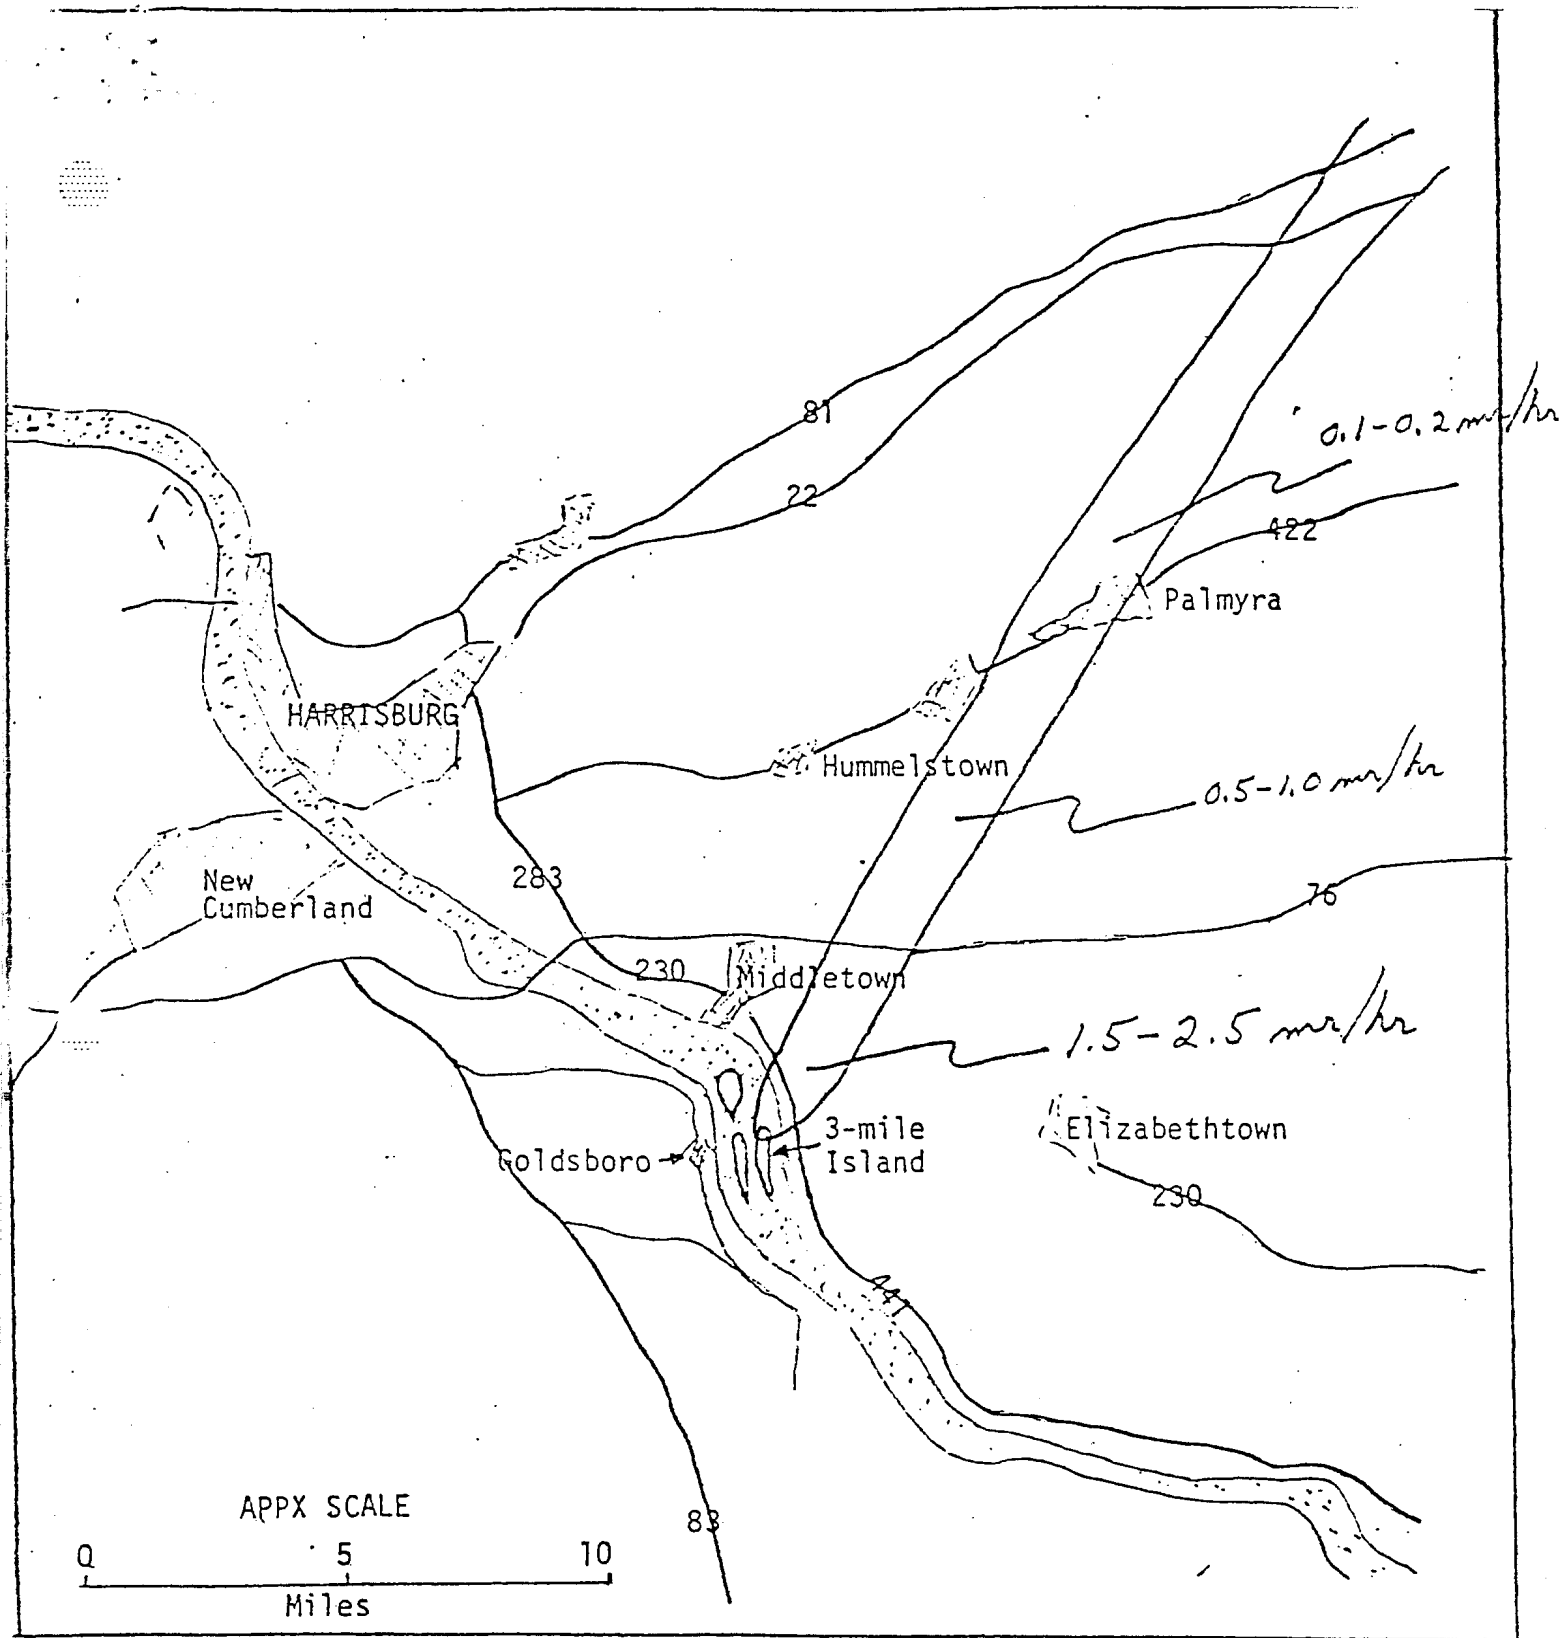 81
0.1-0.2 mr/hr
22
422
Palmyra
HARRISBURG
Hummelstown
0.5-1.0 mr/hr
New
Cumberland
283
76
230
Middletown
1.5-2.5 mr/hr
3-mile
Island
Elizabethtown
Goldsboro
230
441
APPX SCALE
83
0 5 10
Miles